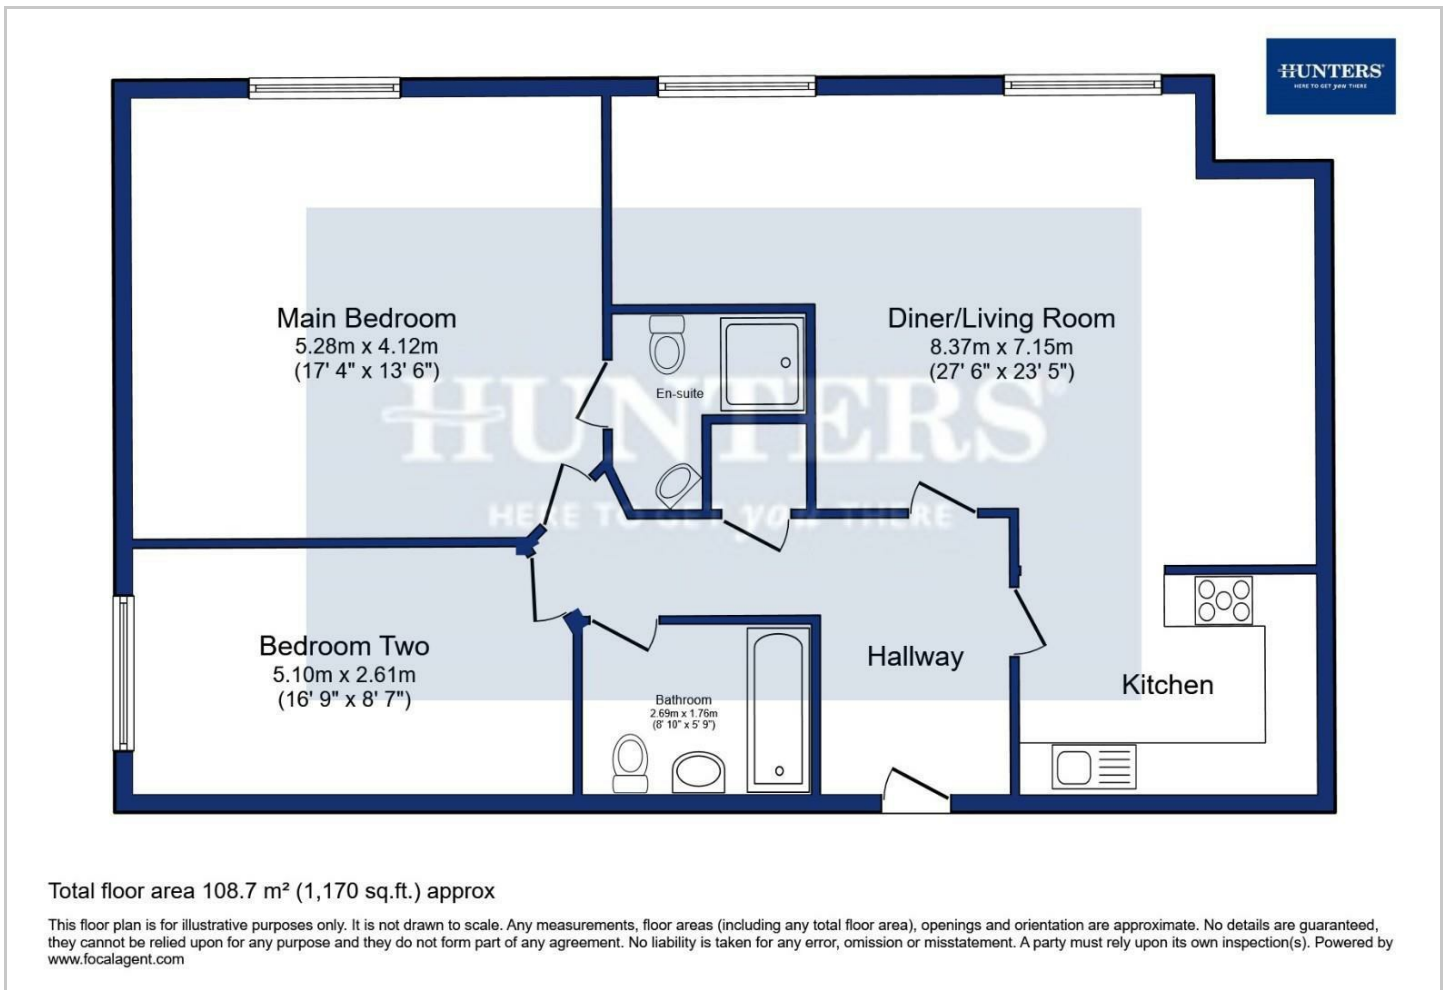 HUNTERS®
HERE TO GET you THERE
Main Bedroom
5.28m x 4.12m
(17' 4" x 13' 6")
Diner/Living Room
8.37m x 7.15m
(27' 6" x 23' 5")
En-suite
HUNTERS®
HERE TO GET you THERE
Bedroom Two
5.10m x 2.61m
(16' 9" x 8' 7")
Hallway
Kitchen
Bathroom
2.69m x 1.76m
(8' 10" x 5' 9")
Total floor area 108.7 m² (1,170 sq.ft.) approx
This floor plan is for illustrative purposes only. It is not drawn to scale. Any measurements, floor areas (including any total floor area), openings and orientation are approximate. No details are guaranteed,
they cannot be relied upon for any purpose and they do not form part of any agreement. No liability is taken for any error, omission or misstatement. A party must rely upon its own inspection(s). Powered by
www.focalagent.com